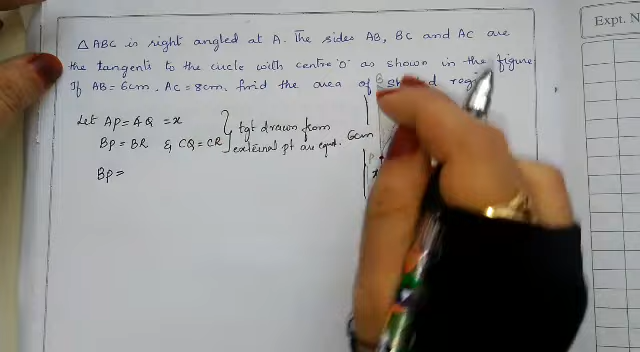 △ABC is right angled at A. The sides AB, BC and AC are
the tangents to the circle with centre 'O' as shown in the figure
If AB = 6cm, AC = 8cm, find the area of shaded
Let AP = AQ = x
BP = BR & CQ = CR } tgt drawn from
external pt are equal.
BP =
B
6cm
P
x
Expt. N